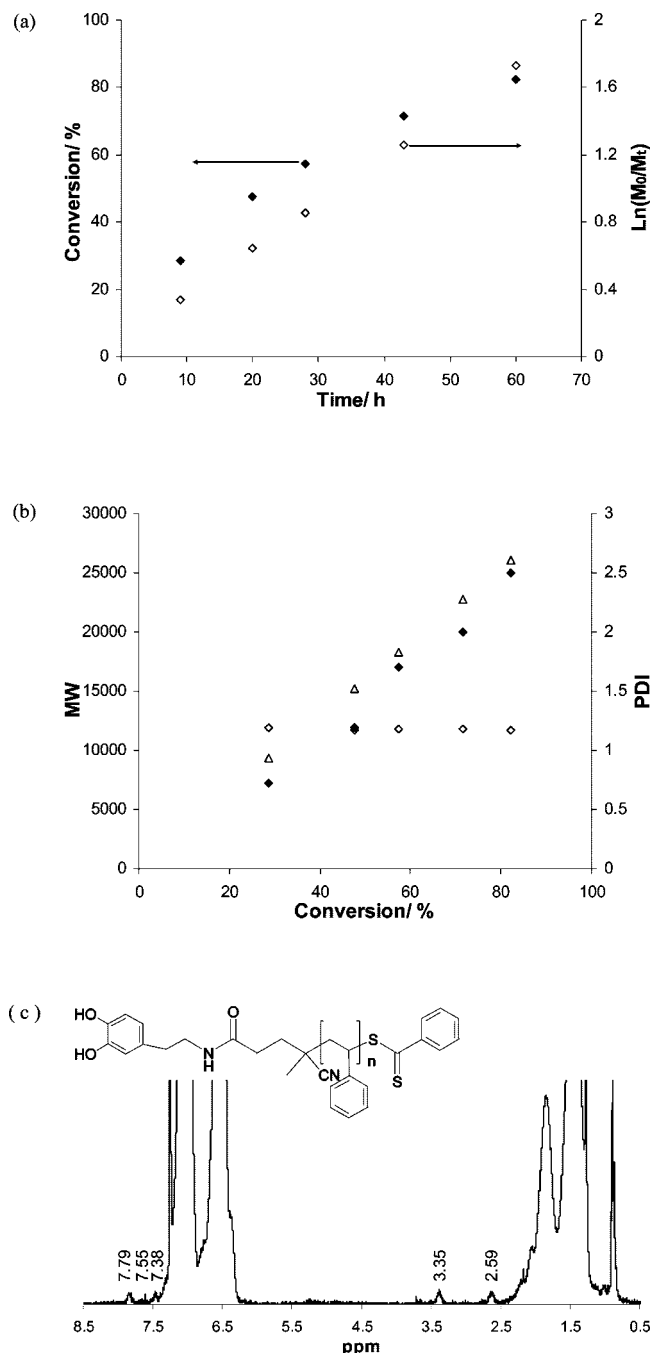 (a)
100
80
60
40
20
0
Conversion/ %
2
1.6
1.2
0.8
0.4
0
Ln(M0/Mt)
0 10 20 30 40 50 60 70
Time/ h
(b)
30000
25000
20000
15000
10000
5000
0
MW
3
2.5
2
1.5
1
0.5
0
PDI
0 20 40 60 80 100
Conversion/ %
( c )
HO
HO
N
H
O
CN
n
S
S
7.79
7.55
7.38
3.35
2.59
8.5 7.5 6.5 5.5 4.5 3.5 2.5 1.5 0.5
ppm